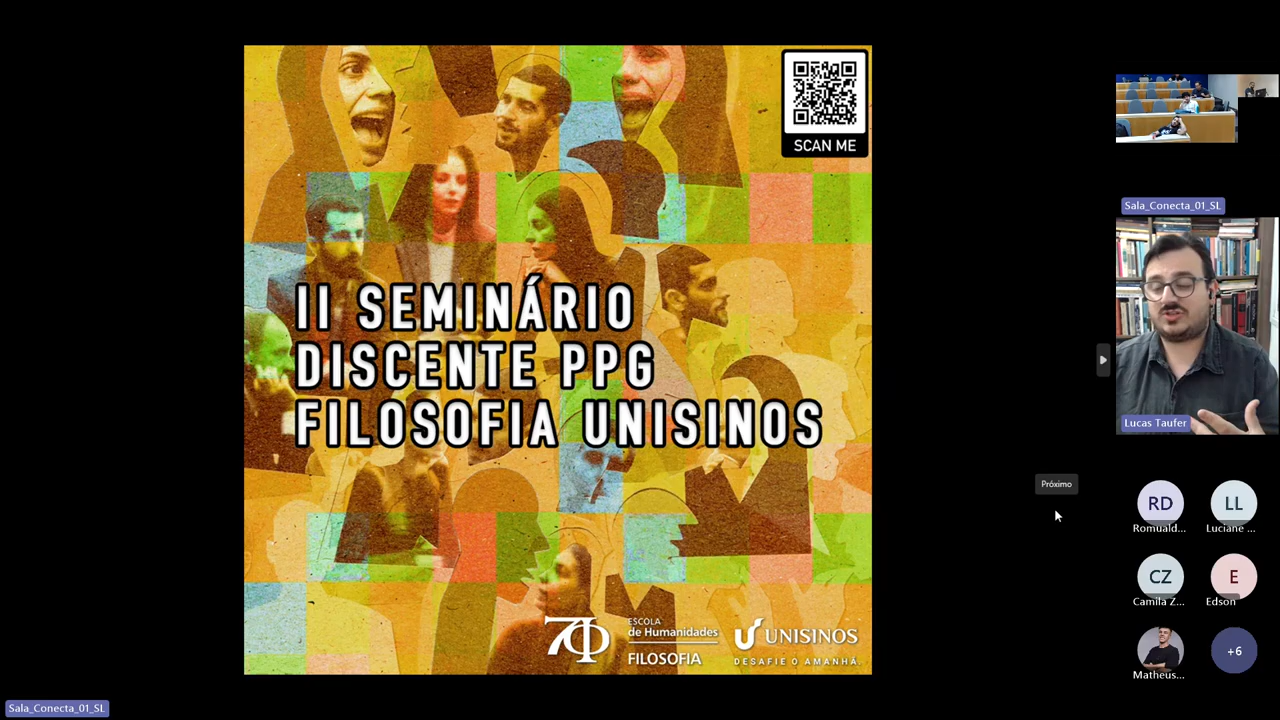 SCAN ME
II SEMINÁRIO
DISCENTE PPG
FILOSOFIA UNISINOS
7Φ
ESCOLA
de Humanidades
FILOSOFIA
UNISINOS
DESAFIE O AMANHÃ.
Sala_Conecta_01_SL
Lucas Taufer
Próximo
RD
Romuald...
LL
Luciane ...
CZ
Camila Z...
E
Edson
Matheus...
+6
Sala_Conecta_01_SL